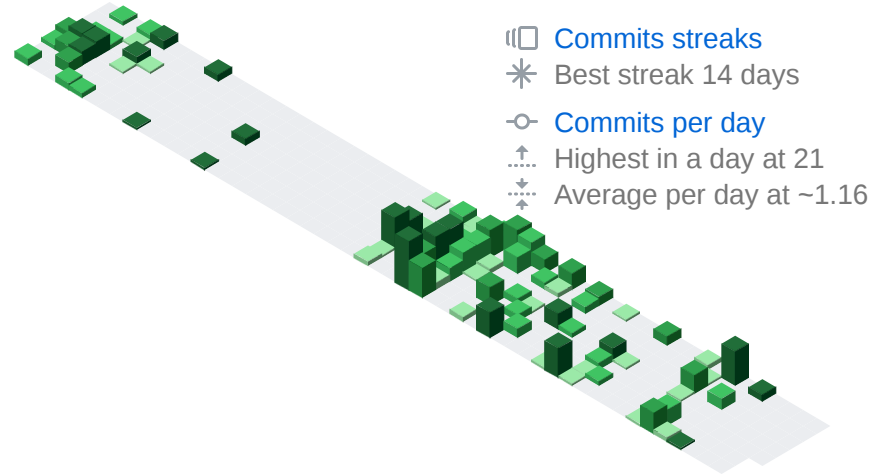 Commits streaks
Best streak 14 days
Commits per day
Highest in a day at 21
Average per day at ~1.16